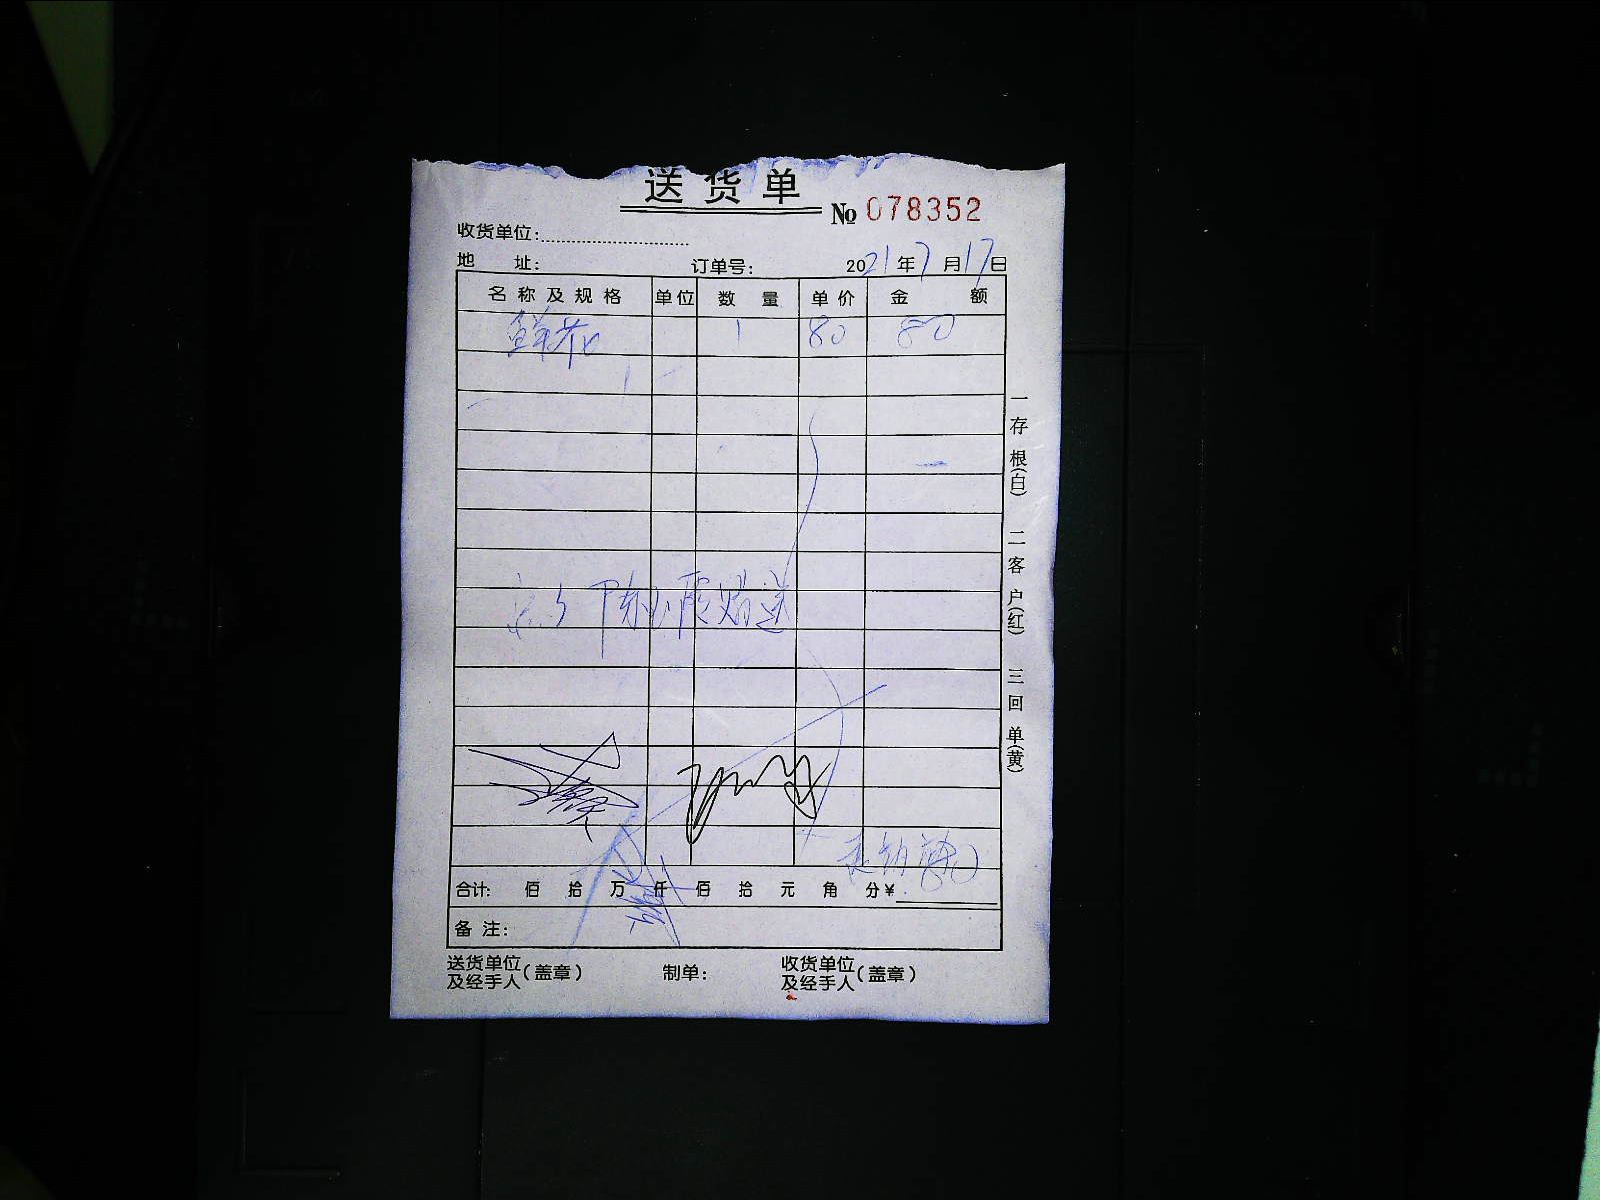 送货单
№ 078352
收货单位:
地 址: 订单号: 2021年7月17日
名称及规格 单位 数量 单价 金额
鲜花 1 80 80
赠送
合计: 佰 拾 万 仟 佰 拾 元 角 分 ¥
备注:
送货单位及经手人(盖章) 制单: 收货单位及经手人(盖章)
一存根(白) 二客户(红) 三回单(黄)